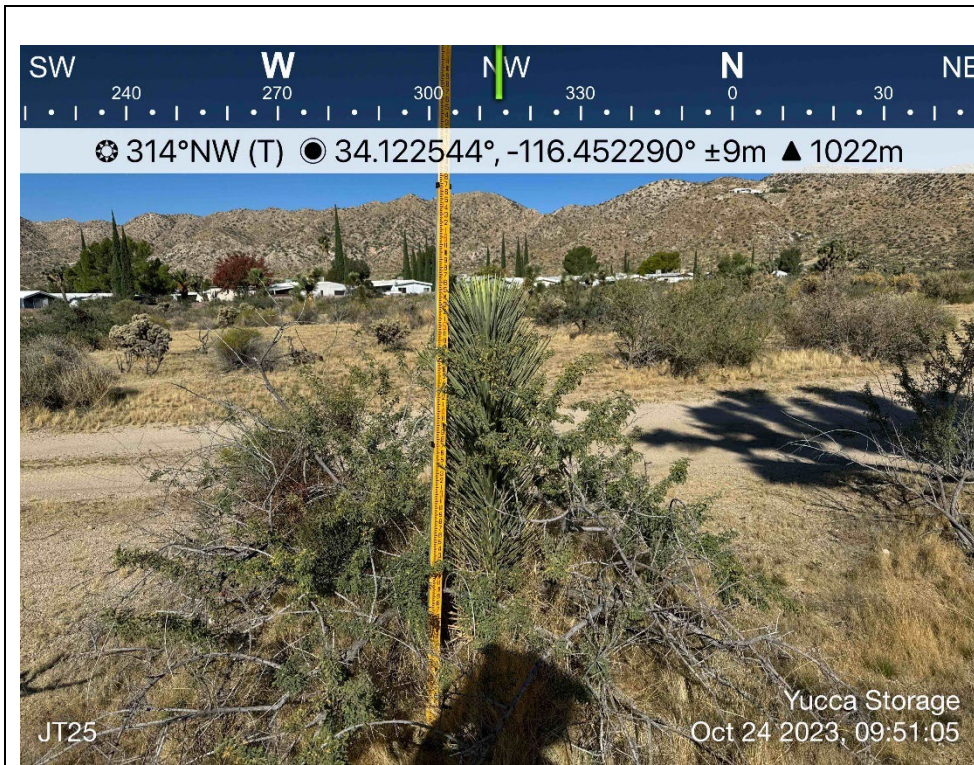 SW W NW N NE
240 270 300 330 0 30
314°NW (T) 34.122544°, -116.452290° ±9m ▲ 1022m
Yucca Storage
JT25 Oct 24 2023, 09:51:05